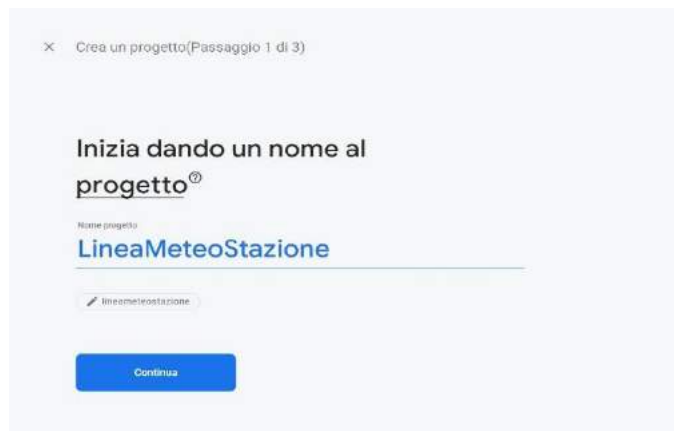 Crea un progetto(Passaggio 1 di 3)
Inizia dando un nome al
progetto
Nome progetto
LineaMeteoStazione
lineameteostazione
Continua